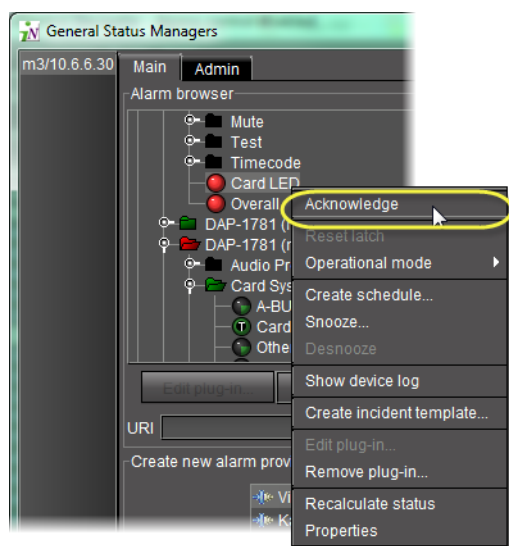 General Status Managers
m3/10.6.6.30
Main Admin
Alarm browser
Mute
Test
Timecode
Card LED
Overall
DAP-1781
DAP-1781
Audio Pr
Card Sys
A-BU
Card
Othe
Edit plug-in...
URI
Create new alarm prov
Vi
Ka
Acknowledge
Reset latch
Operational mode
Create schedule...
Snooze...
Desnooze
Show device log
Create incident template...
Edit plug-in...
Remove plug-in...
Recalculate status
Properties